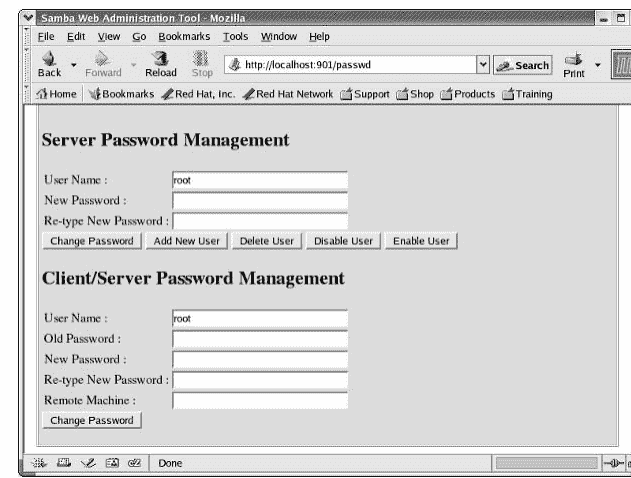 Samba Web Administration Tool - Mozilla
File Edit View Go Bookmarks Tools Window Help
Back Forward Reload Stop http://localhost:901/passwd Search Print
Home Bookmarks Red Hat, Inc. Red Hat Network Support Shop Products Training
Server Password Management
User Name : root
New Password :
Re-type New Password :
Change Password Add New User Delete User Disable User Enable User
Client/Server Password Management
User Name : root
Old Password :
New Password :
Re-type New Password :
Remote Machine :
Change Password
Done